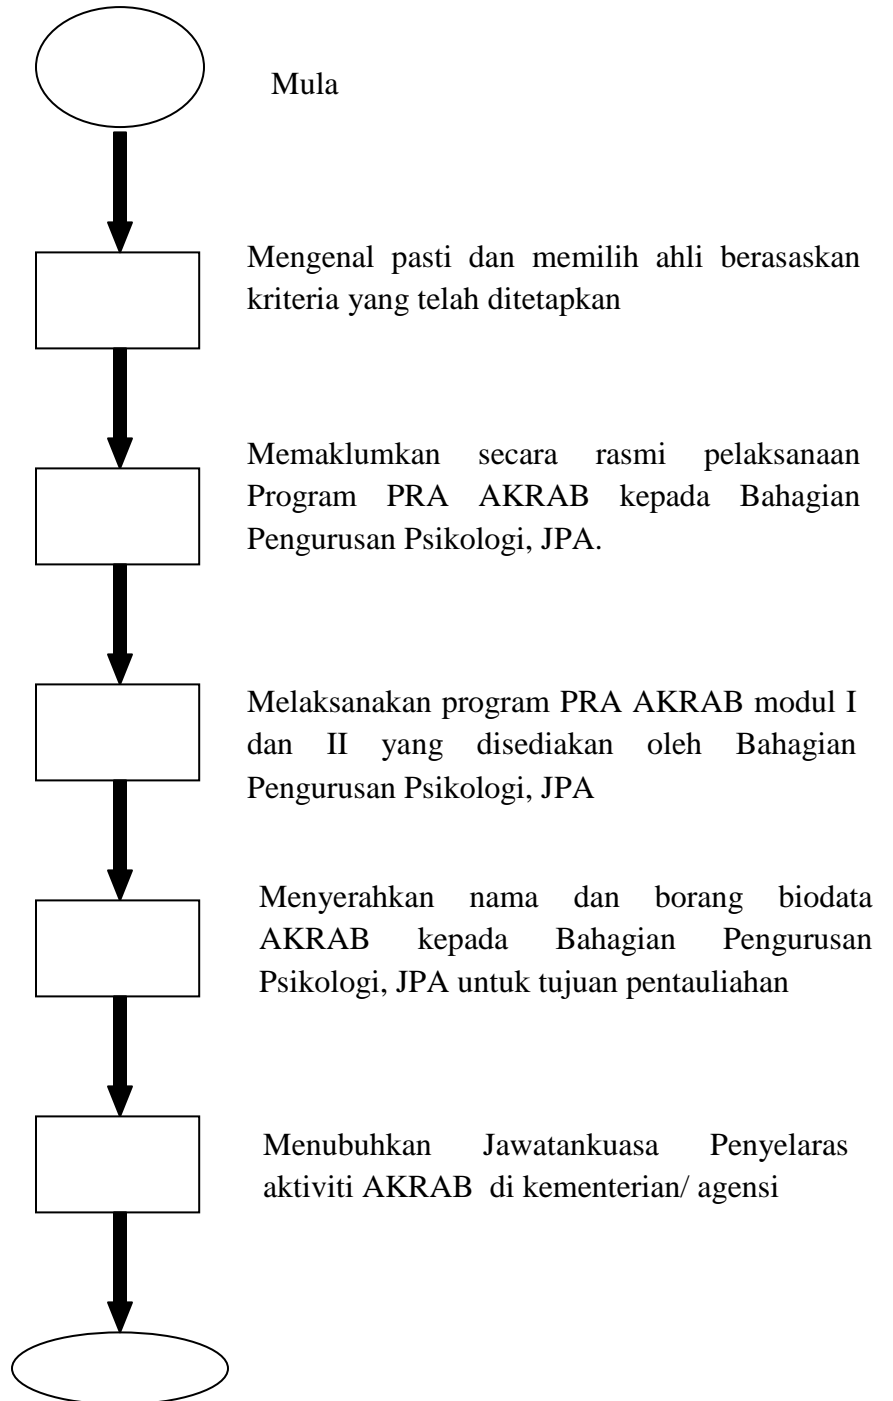 Mula
Mengenal pasti dan memilih ahli berasaskan
kriteria yang telah ditetapkan
Memaklumkan secara rasmi pelaksanaan
Program PRA AKRAB kepada Bahagian
Pengurusan Psikologi, JPA.
Melaksanakan program PRA AKRAB modul I
dan II yang disediakan oleh Bahagian
Pengurusan Psikologi, JPA
Menyerahkan nama dan borang biodata
AKRAB kepada Bahagian Pengurusan
Psikologi, JPA untuk tujuan pentauliahan
Menubuhkan Jawatankuasa Penyelaras
aktiviti AKRAB di kementerian/ agensi